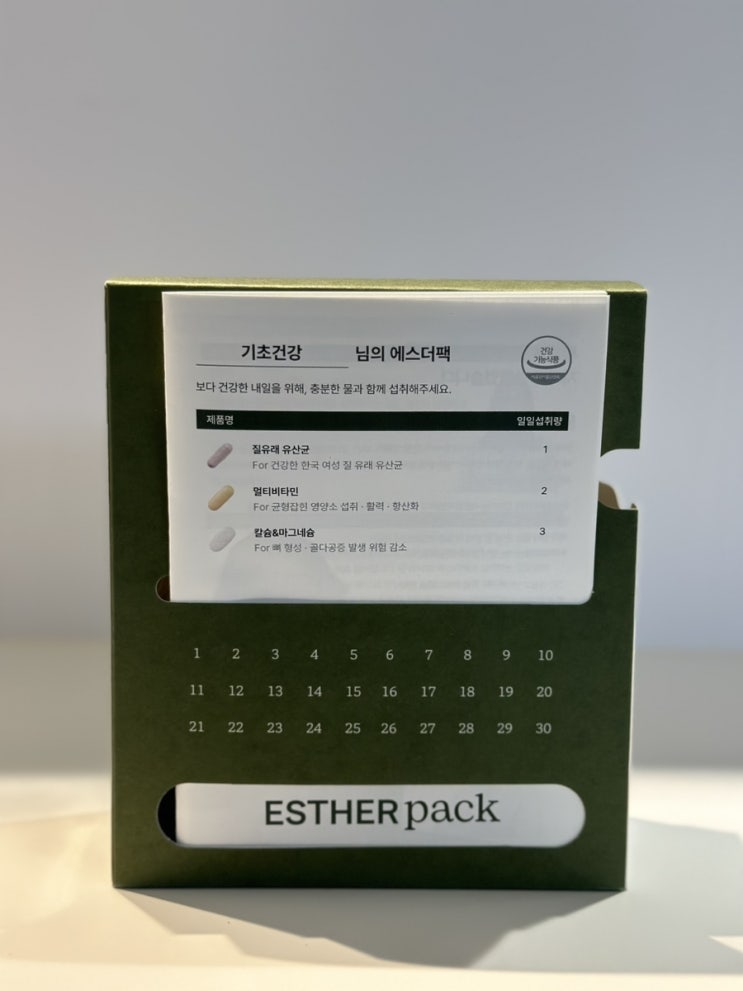 기초건강 님의 에스더팩
건강
기능식품
보다 건강한 내일을 위해, 충분한 물과 함께 섭취해주세요.
제품명 일일섭취량
질유래 유산균 1
For 건강한 한국 여성 질 유래 유산균
멀티비타민 2
For 균형잡힌 영양소 섭취 · 활력 · 항산화
칼슘&마그네슘 3
For 뼈 형성 · 골다공증 발생 위험 감소
1 2 3 4 5 6 7 8 9 10
11 12 13 14 15 16 17 18 19 20
21 22 23 24 25 26 27 28 29 30
ESTHER pack